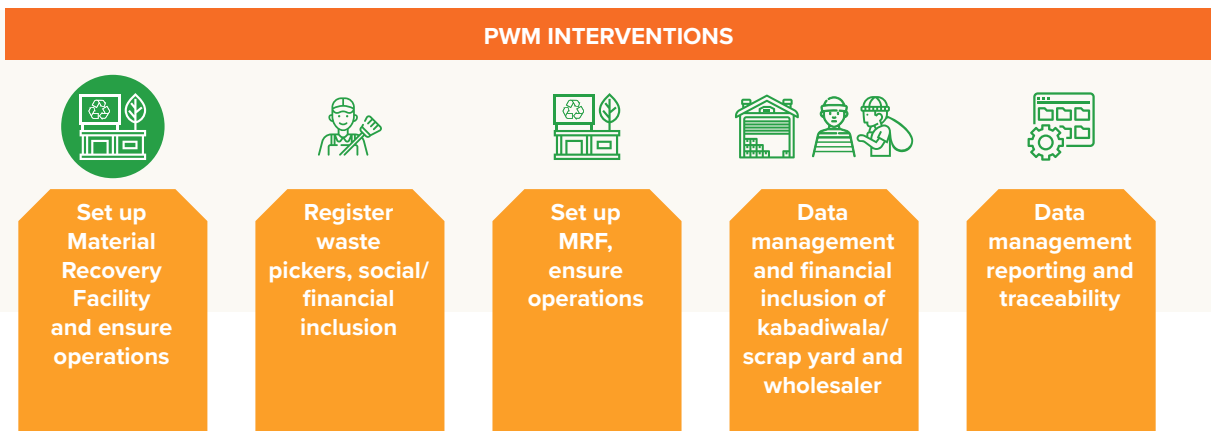 PWM INTERVENTIONS
Set up
Material
Recovery
Facility
and ensure
operations
Register
waste
pickers, social/
financial
inclusion
Set up
MRF,
ensure
operations
Data
management
and financial
inclusion of
kabadiwala/
scrap yard and
wholesaler
Data
management
reporting and
traceability